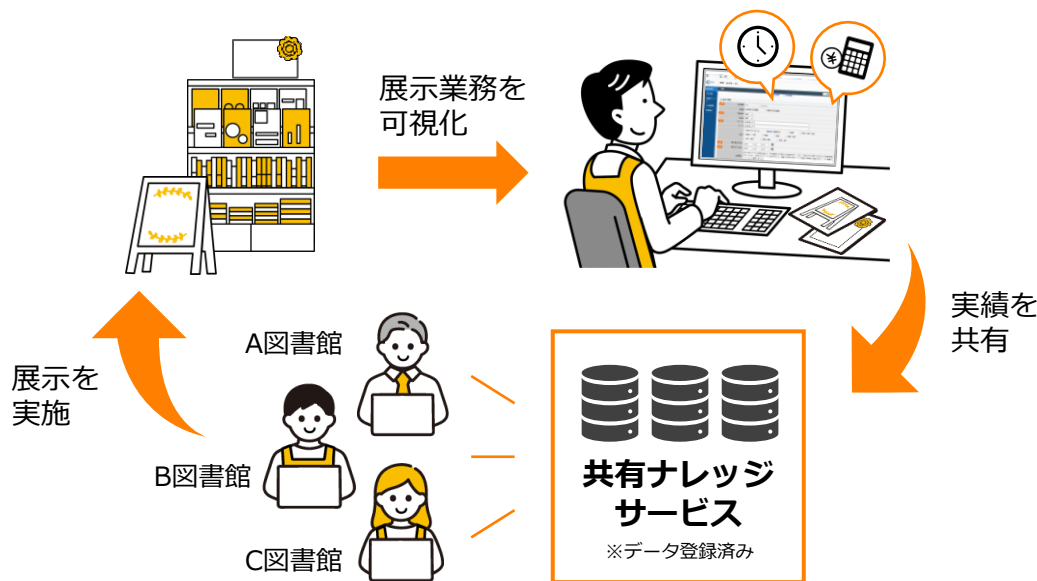 展示業務を
可視化
実績を
共有
共有ナレッジ
サービス
※データ登録済み
A図書館
B図書館
C図書館
展示を
実施